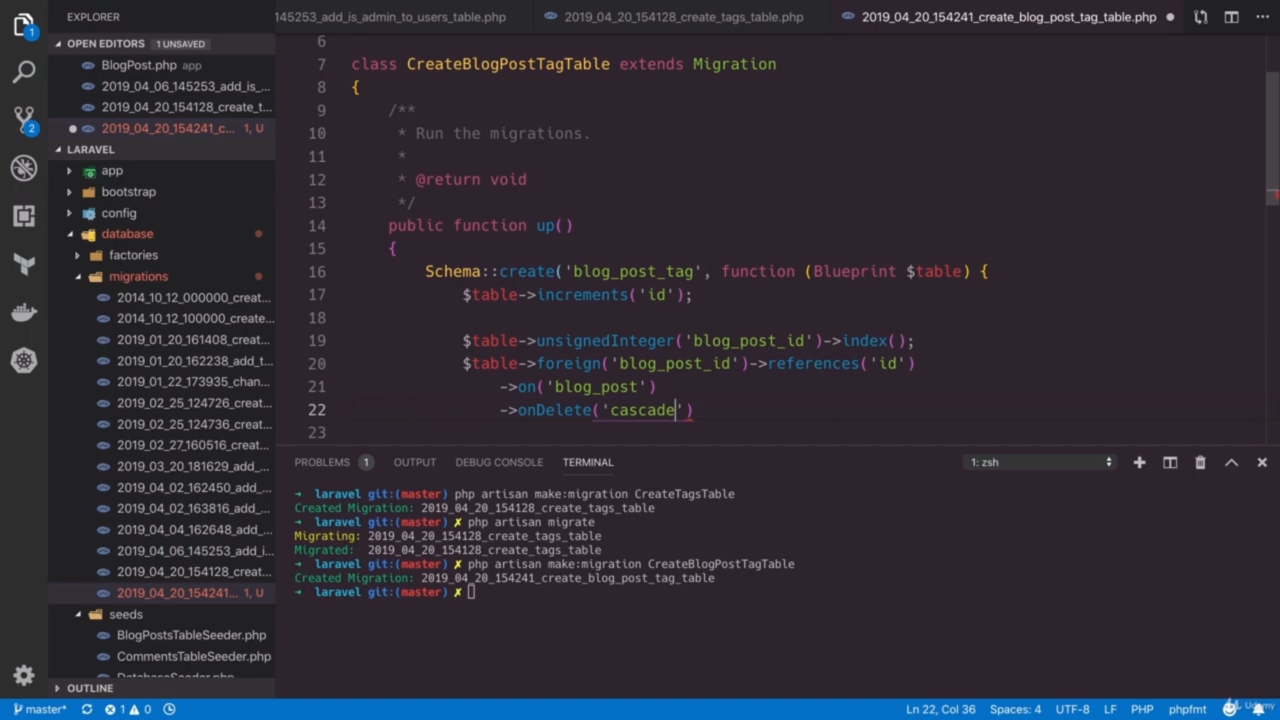 EXPLORER
145253_add_is_admin_to_users_table.php
2019_04_20_154128_create_tags_table.php
2019_04_20_154241_create_blog_post_tag_table.php
OPEN EDITORS 1 UNSAVED
BlogPost.php app
2019_04_06_145253_add_is_...
2019_04_20_154128_create_t...
2019_04_20_154241_c... 1, U
LARAVEL
app
bootstrap
config
database
factories
migrations
2014_10_12_000000_creat...
2014_10_12_100000_create...
2019_01_20_161408_creat...
2019_01_20_162238_add_t...
2019_01_22_173935_chan...
2019_02_25_124726_creat...
2019_02_25_124736_creat...
2019_02_27_160516_creat...
2019_03_20_181629_add_...
2019_04_02_162450_add_...
2019_04_02_163816_add_...
2019_04_04_162648_add_...
2019_04_06_145253_add_i...
2019_04_20_154128_creat...
2019_04_20_154241... 1, U
seeds
BlogPostsTableSeeder.php
CommentsTableSeeder.php
DatabaseSeeder.php
OUTLINE
1
2
6
7 class CreateBlogPostTagTable extends Migration
8 {
9 /**
10 * Run the migrations.
11 *
12 * @return void
13 */
14 public function up()
15 {
16 Schema::create('blog_post_tag', function (Blueprint $table) {
17 $table->increments('id');
18
19 $table->unsignedInteger('blog_post_id')->index();
20 $table->foreign('blog_post_id')->references('id')
21 ->on('blog_post')
22 ->onDelete('cascade')
23
PROBLEMS 1 OUTPUT DEBUG CONSOLE TERMINAL 1: zsh
➜ laravel git:(master) php artisan make:migration CreateTagsTable
Created Migration: 2019_04_20_154128_create_tags_table
➜ laravel git:(master) ✗ php artisan migrate
Migrating: 2019_04_20_154128_create_tags_table
Migrated: 2019_04_20_154128_create_tags_table
➜ laravel git:(master) ✗ php artisan make:migration CreateBlogPostTagTable
Created Migration: 2019_04_20_154241_create_blog_post_tag_table
➜ laravel git:(master) ✗
master* 1 0 Ln 22, Col 36 Spaces: 4 UTF-8 LF PHP phpfmt
Udemy